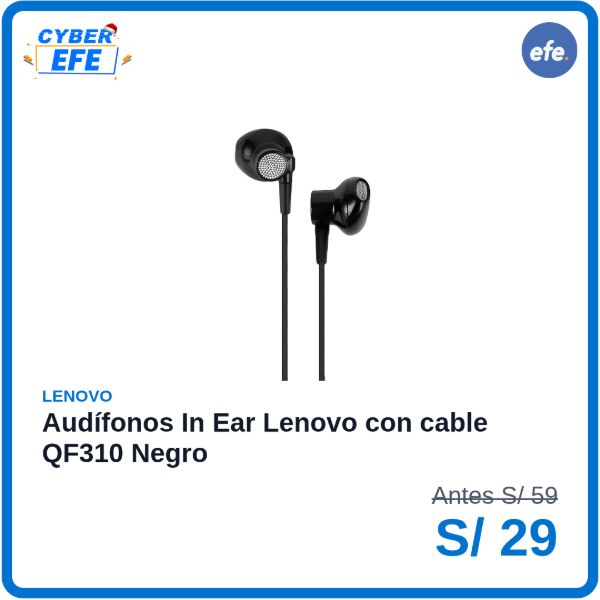 CYBER
EFE
efe.
LENOVO
Audífonos In Ear Lenovo con cable
QF310 Negro
Antes S/ 59
S/ 29